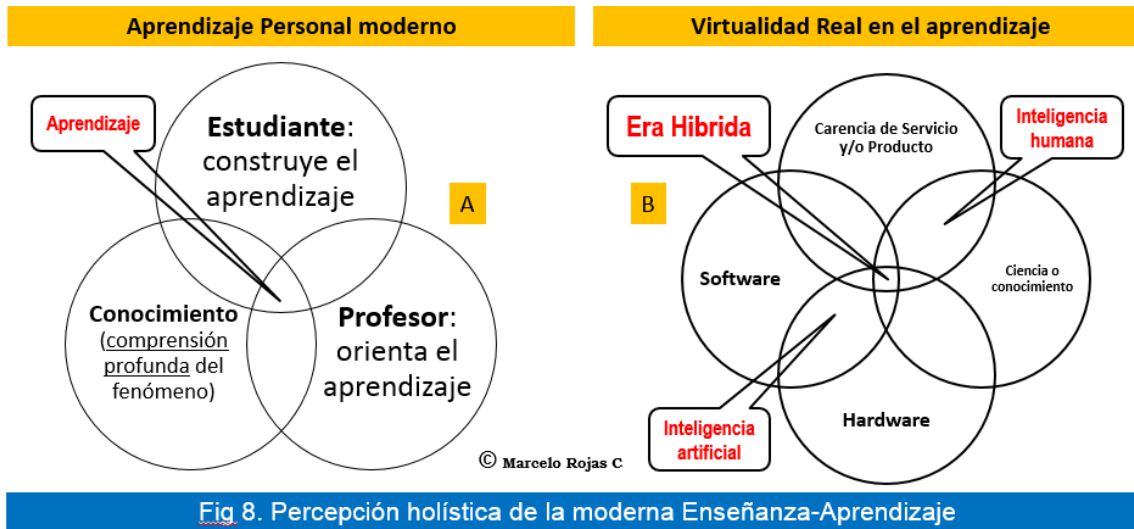 Aprendizaje Personal moderno
Aprendizaje
Estudiante:
construye el
aprendizaje
A
Conocimiento
(comprensión
profunda del
fenómeno)
Profesor:
orienta el
aprendizaje
© Marcelo Rojas C
Virtualidad Real en el aprendizaje
Era Hibrida
Carencia de Servicio
y/o Producto
Inteligencia
humana
B
Software
Ciencia o
conocimiento
Inteligencia
artificial
Hardware
Fig 8. Percepción holística de la moderna Enseñanza-Aprendizaje